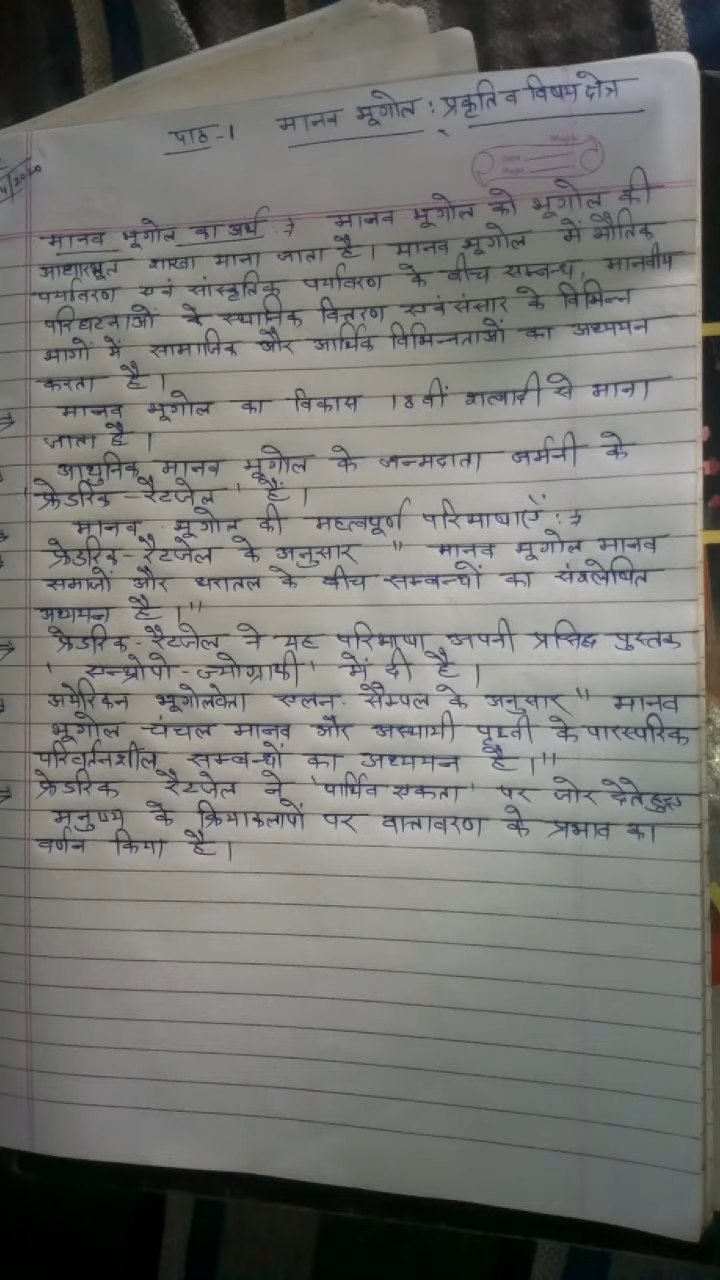 4/2020
पाठ-1 मानव भूगोल : प्रकृति व विषय क्षेत्र
मानव भूगोल का अर्थ :→ मानव भूगोल को भूगोल की
आधारभूत शाखा माना जाता है। मानव भूगोल में भौतिक
पर्यावरण एवं सांस्कृतिक पर्यावरण के बीच सम्बन्ध, मानवीय
परिघटनाओं के स्थानिक वितरण एवं संसार के विभिन्न
भागों में सामाजिक और आर्थिक विभिन्नताओं का अध्ययन
करता है।
→ मानव भूगोल का विकास 18वीं शताब्दी से माना
जाता है।
आधुनिक मानव भूगोल के जन्मदाता जर्मनी के
'फ्रेडरिक-रैटजेल' हैं।
मानव भूगोल की महत्वपूर्ण परिभाषाएँ :→
फ्रेडरिक-रैटजेल के अनुसार " मानव भूगोल मानव
समाजों और धरातल के बीच सम्बन्धों का संश्लेषित
अध्ययन है।"
→ फ्रेडरिक-रैटजेल ने यह परिभाषा अपनी प्रसिद्ध पुस्तक
'एन्थ्रोपो-ज्योग्राफी' में दी है।
अमेरिकन भूगोलवेता एलन सैम्पल के अनुसार " मानव
भूगोल चंचल मानव और अस्थायी पृथ्वी के पारस्परिक
परिवर्तनशील सम्बन्धों का अध्ययन है।"
→ फ्रेडरिक रैटजेल ने 'पार्थिव एकता' पर जोर देते हुए
मनुष्य के क्रियाकलापों पर वातावरण के प्रभाव का
वर्णन किया है।